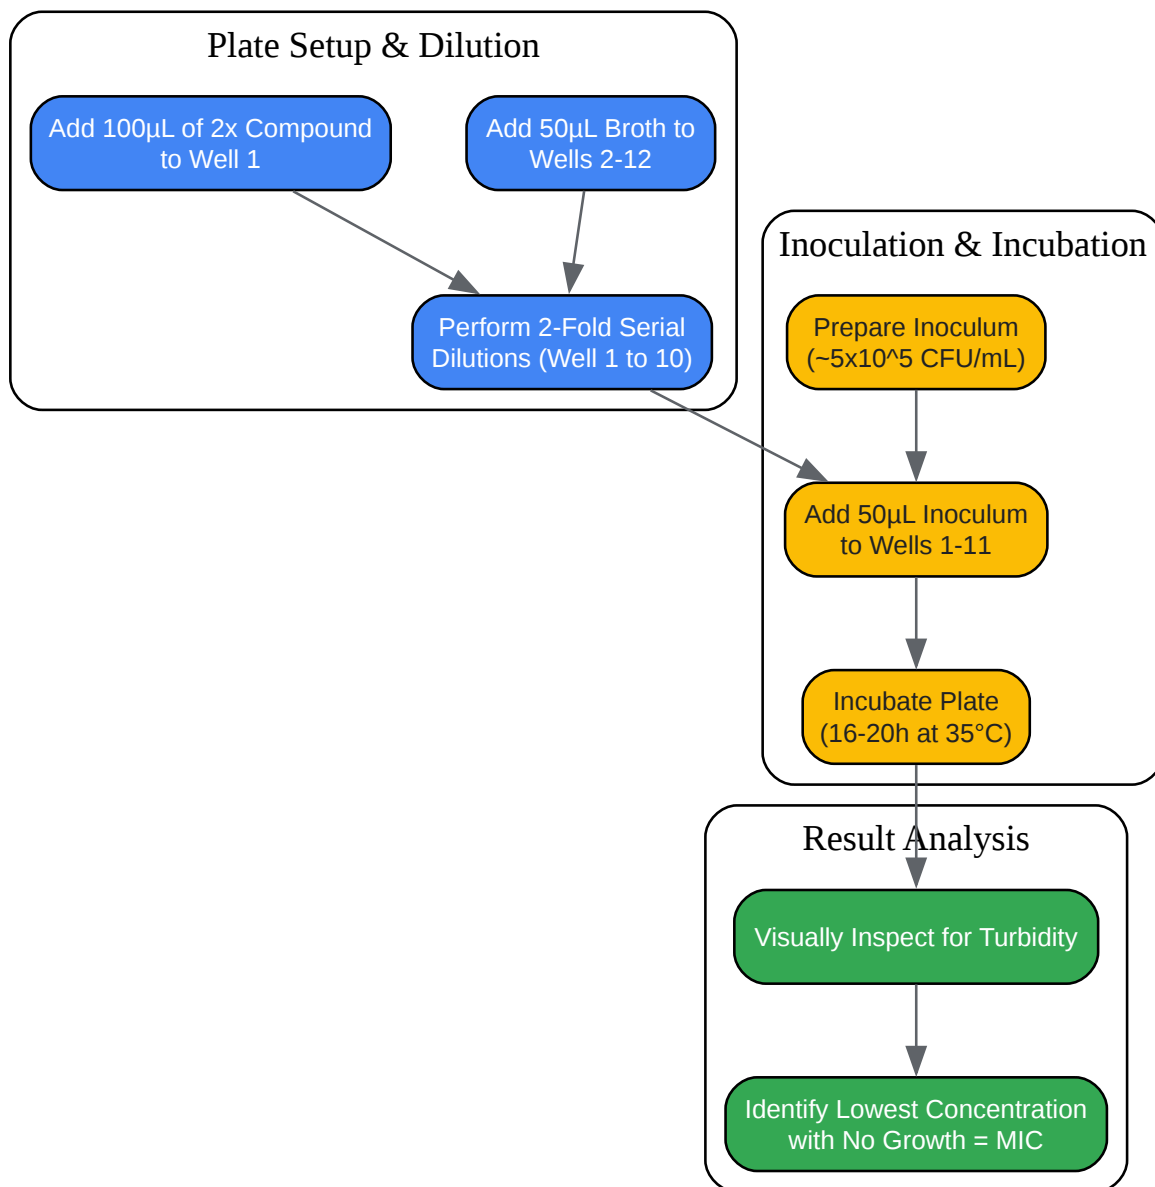 Plate Setup & Dilution
Add 100µL of 2x Compound
to Well 1
Add 50µL Broth to
Wells 2-12
Perform 2-Fold Serial
Dilutions (Well 1 to 10)
Inoculation & Incubation
Prepare Inoculum
(~5x10^5 CFU/mL)
Add 50µL Inoculum
to Wells 1-11
Incubate Plate
(16-20h at 35°C)
Result Analysis
Visually Inspect for Turbidity
Identify Lowest Concentration
with No Growth = MIC